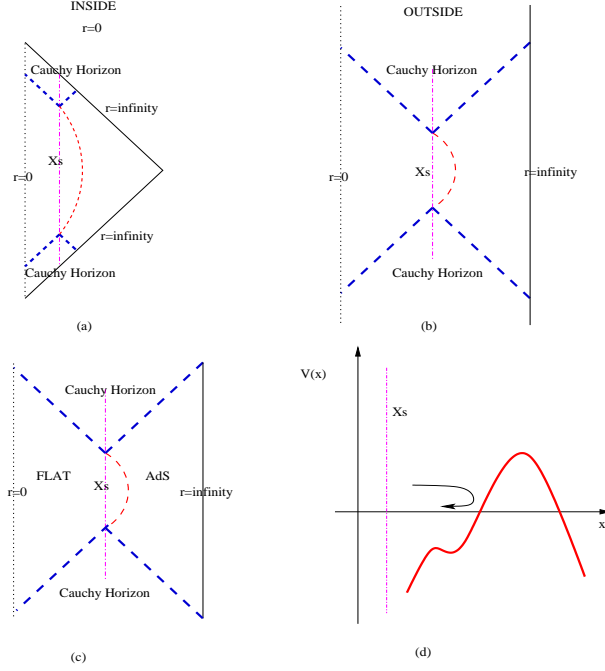 INSIDE
r=0
Cauchy Horizon
r=infinity
Xs
r=0
r=infinity
Cauchy Horizon
(a)
OUTSIDE
Cauchy Horizon
Xs
r=0
r=infinity
Cauchy Horizon
(b)
Cauchy Horizon
FLAT
AdS
Xs
r=0
r=infinity
Cauchy Horizon
(c)
V(x)
Xs
x
(d)